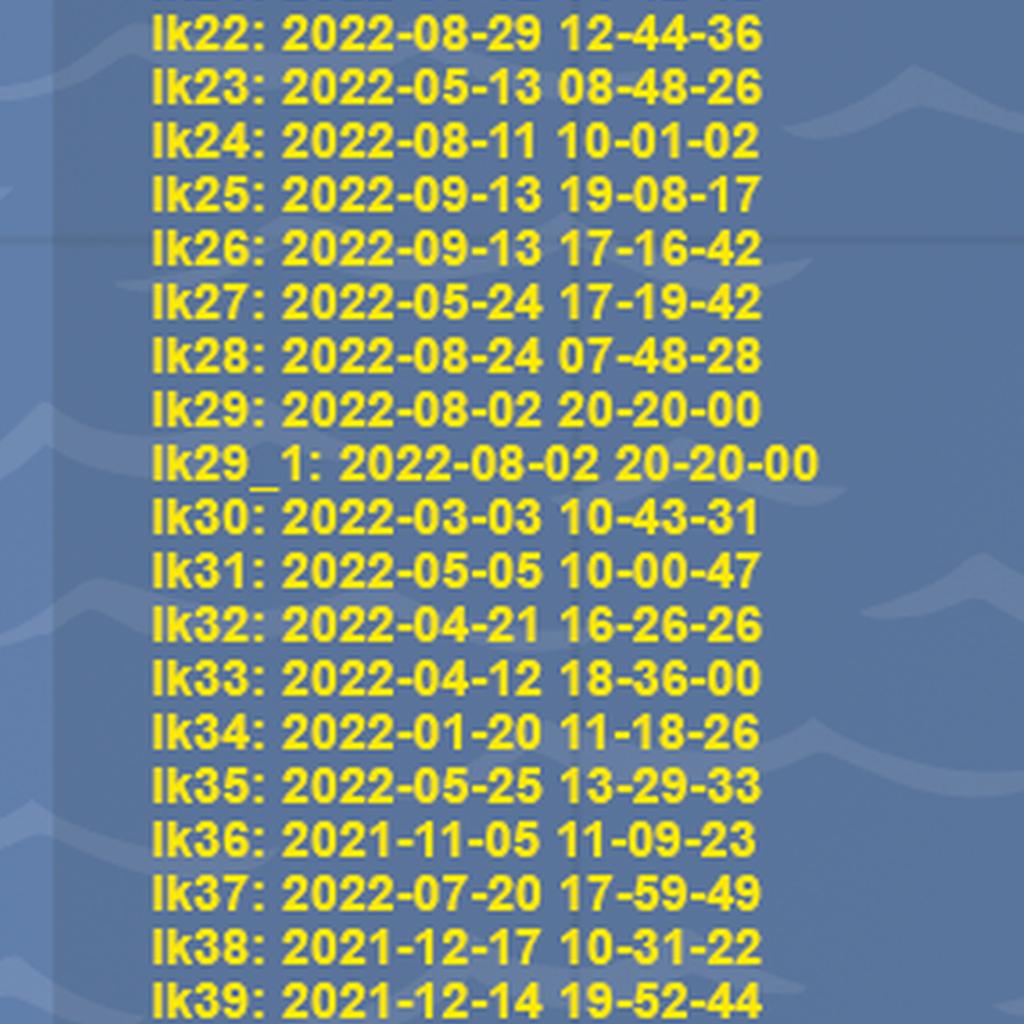 lk22: 2022-08-29 12-44-36
lk23: 2022-05-13 08-48-26
lk24: 2022-08-11 10-01-02
lk25: 2022-09-13 19-08-17
lk26: 2022-09-13 17-16-42
lk27: 2022-05-24 17-19-42
lk28: 2022-08-24 07-48-28
lk29: 2022-08-02 20-20-00
lk29_1: 2022-08-02 20-20-00
lk30: 2022-03-03 10-43-31
lk31: 2022-05-05 10-00-47
lk32: 2022-04-21 16-26-26
lk33: 2022-04-12 18-36-00
lk34: 2022-01-20 11-18-26
lk35: 2022-05-25 13-29-33
lk36: 2021-11-05 11-09-23
lk37: 2022-07-20 17-59-49
lk38: 2021-12-17 10-31-22
lk39: 2021-12-14 19-52-44